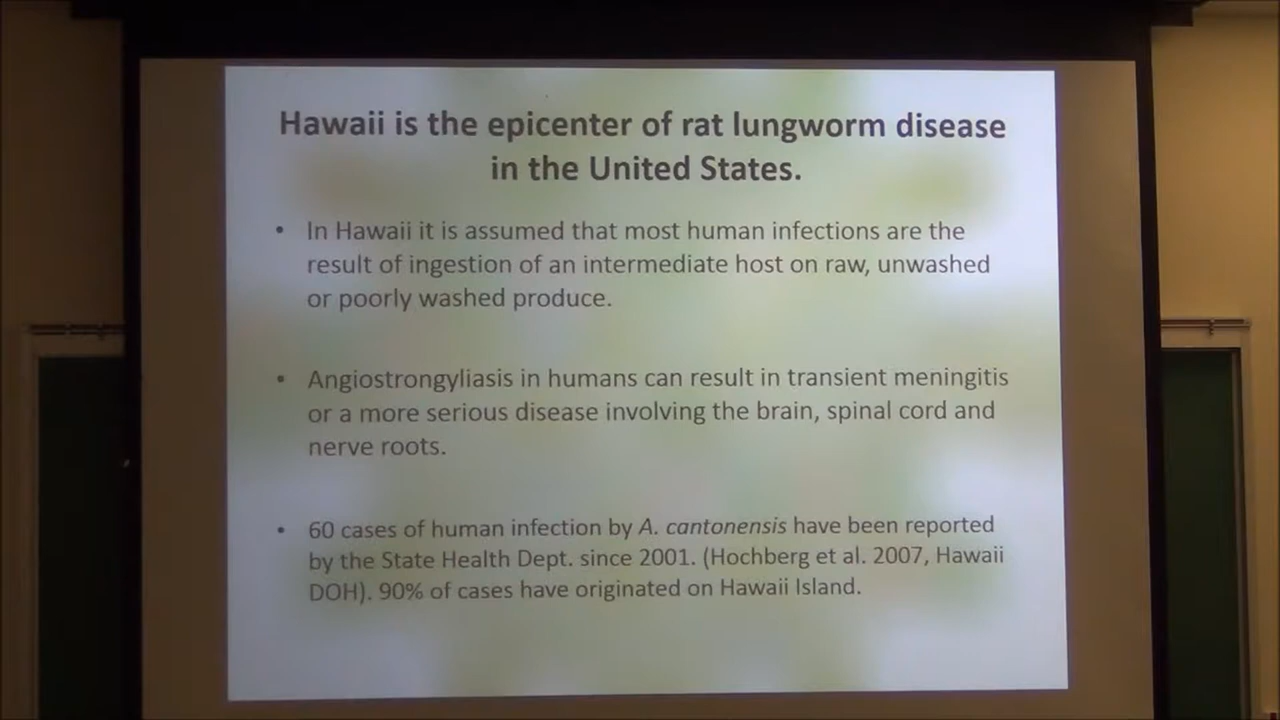 Hawaii is the epicenter of rat lungworm disease
in the United States.
• In Hawaii it is assumed that most human infections are the
result of ingestion of an intermediate host on raw, unwashed
or poorly washed produce.
• Angiostrongyliasis in humans can result in transient meningitis
or a more serious disease involving the brain, spinal cord and
nerve roots.
• 60 cases of human infection by A. cantonensis have been reported
by the State Health Dept. since 2001. (Hochberg et al. 2007, Hawaii
DOH). 90% of cases have originated on Hawaii Island.